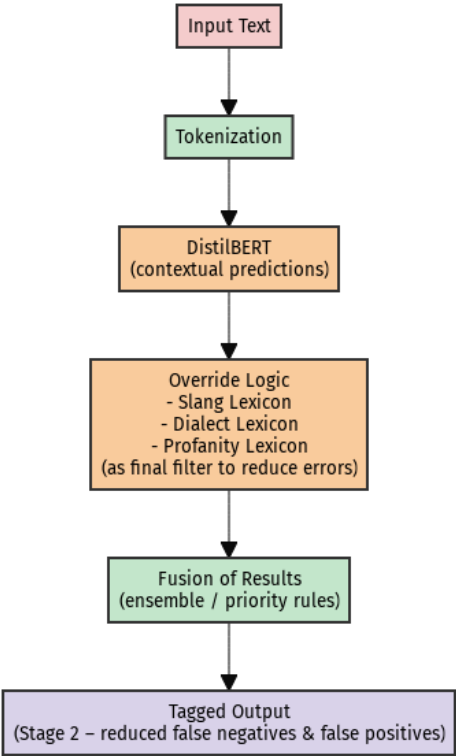 Input Text
Tokenization
DistilBERT
(contextual predictions)
Override Logic
- Slang Lexicon
- Dialect Lexicon
- Profanity Lexicon
(as final filter to reduce errors)
Fusion of Results
(ensemble / priority rules)
Tagged Output
(Stage 2 – reduced false negatives & false positives)